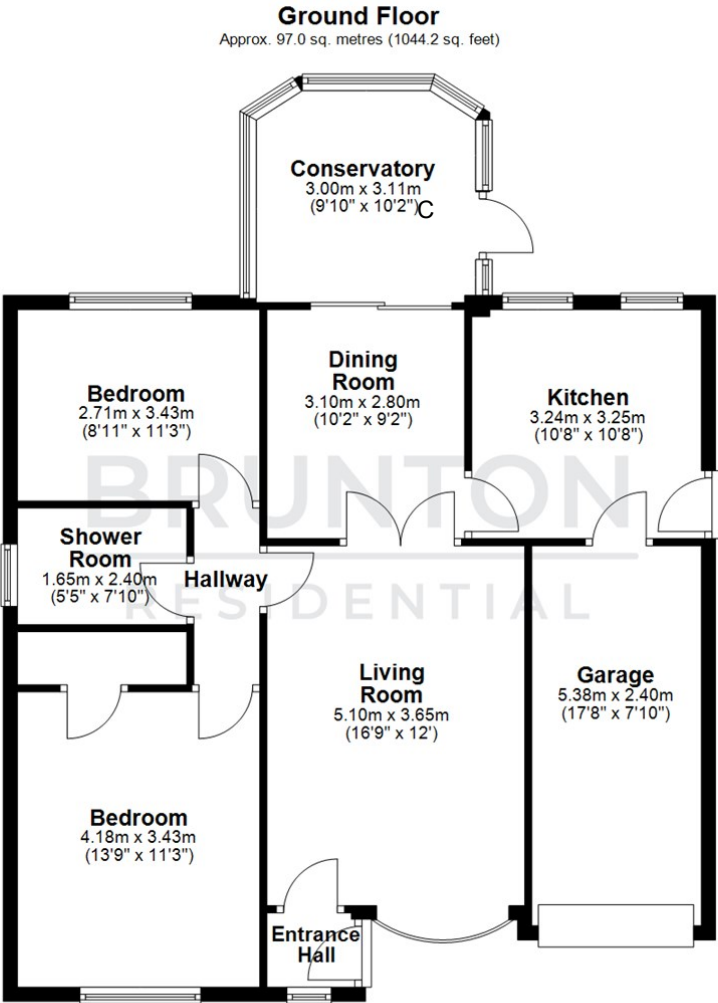 Ground Floor
Approx. 97.0 sq. metres (1044.2 sq. feet)
Conservatory
3.00m x 3.11m
(9'10" x 10'2")C
Bedroom
2.71m x 3.43m
(8'11" x 11'3")
Dining
Room
3.10m x 2.80m
(10'2" x 9'2")
Kitchen
3.24m x 3.25m
(10'8" x 10'8")
BRUNTON
RESIDENTIAL
Shower
Room
1.65m x 2.40m
(5'5" x 7'10")
Hallway
Living
Room
5.10m x 3.65m
(16'9" x 12')
Garage
5.38m x 2.40m
(17'8" x 7'10")
Bedroom
4.18m x 3.43m
(13'9" x 11'3")
Entrance
Hall